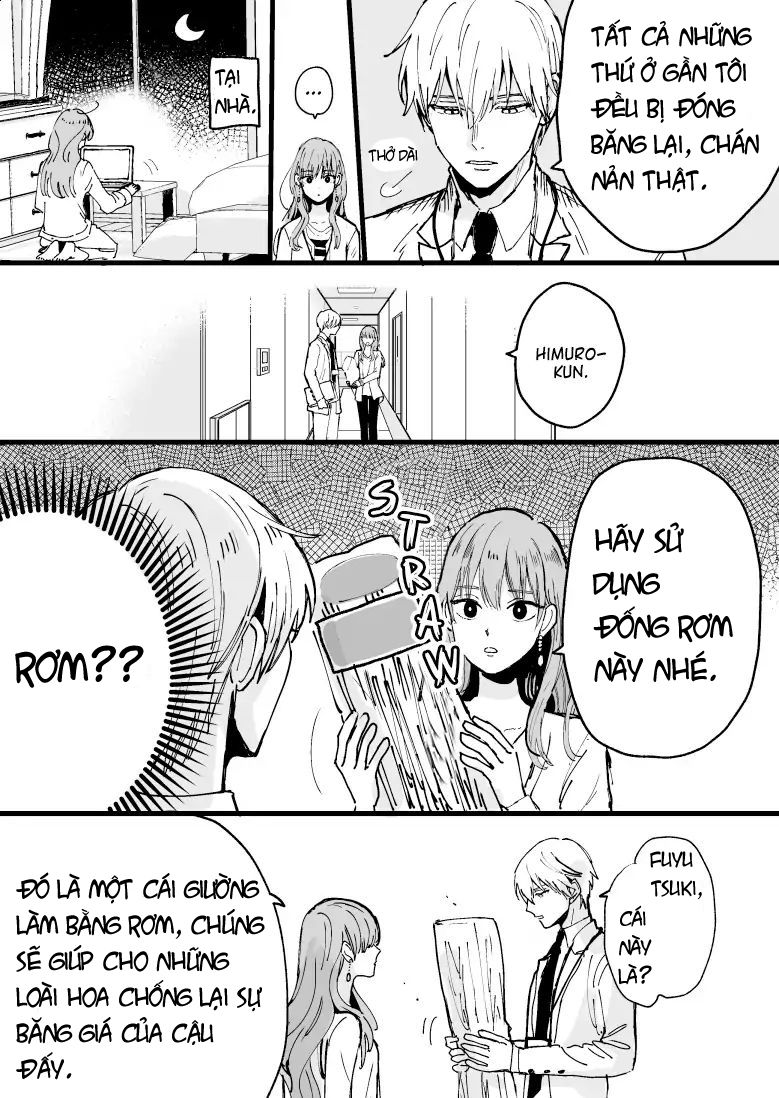 TẤT CẢ NHỮNG
THỨ Ở GẦN TÔI
ĐỀU BỊ ĐÓNG
BĂNG LẠI, CHÁN
NẢN THẬT.
THỞ DÀI
...
TẠI
NHÀ.
HIMURO-
KUN.
HÃY SỬ
DỤNG
ĐỐNG RƠM
NÀY NHÉ.
STRAW
RƠM??
FUYU
TSUKI,
CÁI
NÀY
LÀ?
ĐÓ LÀ MỘT CÁI GIƯỜNG
LÀM BẰNG RƠM, CHÚNG
SẼ GIÚP CHO NHỮNG
LOÀI HOA CHỐNG LẠI SỰ
BĂNG GIÁ CỦA CẬU
ĐẤY.